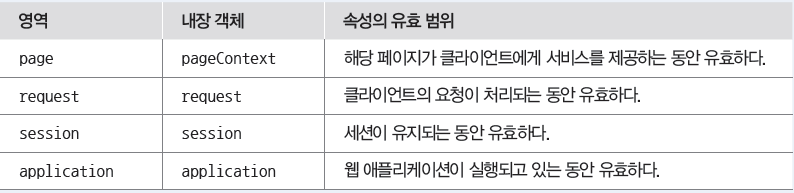 영역 내장 객체 속성의 유효 범위
page pageContext 해당 페이지가 클라이언트에게 서비스를 제공하는 동안 유효하다.
request request 클라이언트의 요청이 처리되는 동안 유효하다.
session session 세션이 유지되는 동안 유효하다.
application application 웹 애플리케이션이 실행되고 있는 동안 유효하다.